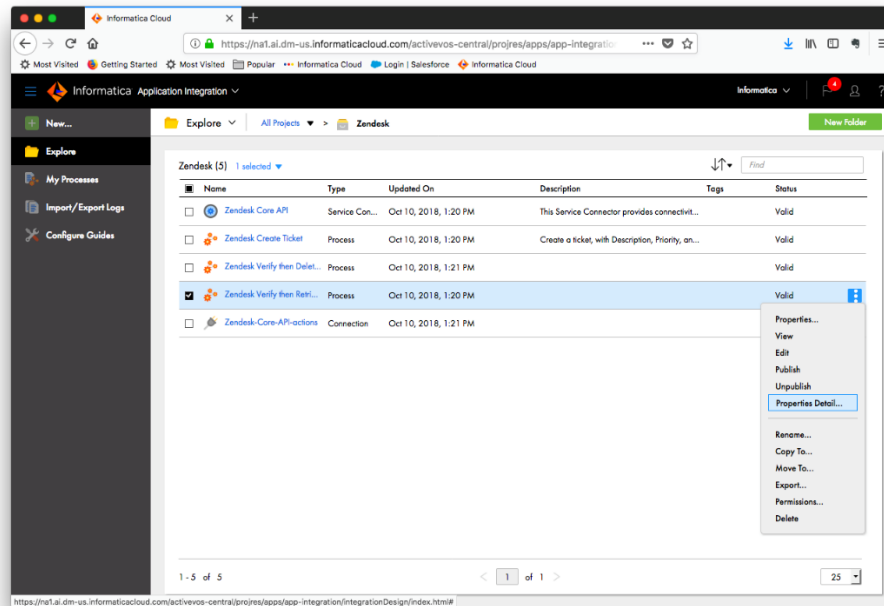 Informatica Cloud
https://na1.ai.dm-us.informaticacloud.com/activevos-central/projres/apps/app-integratio
Most Visited Getting Started Most Visited Popular Informatica Cloud Login | Salesforce Informatica Cloud
Informatica Application Integration Informatica 4 ?
New... Explore All Projects > Zendesk New Folder
Explore
Zendesk (5) 1 selected Find
My Processes
Name Type Updated On Description Tags Status
Import/Export Logs
Zendesk Core API Service Con... Oct 10, 2018, 1:20 PM This Service Connector provides connectivit... Valid
Configure Guides
Zendesk Create Ticket Process Oct 10, 2018, 1:20 PM Create a ticket, with Description, Priority, an... Valid
Zendesk Verify then Delet... Process Oct 10, 2018, 1:21 PM Valid
Zendesk Verify then Retri... Process Oct 10, 2018, 1:20 PM Valid
Zendesk-Core-API-actions Connection Oct 10, 2018, 1:21 PM
Properties...
View
Edit
Publish
Unpublish
Properties Detail...
Rename...
Copy To...
Move To...
Export...
Permissions...
Delete
1 - 5 of 5 < 1 of 1 > 25
https://na1.ai.dm-us.informaticacloud.com/activevos-central/projres/apps/app-integration/integrationDesign/index.html#